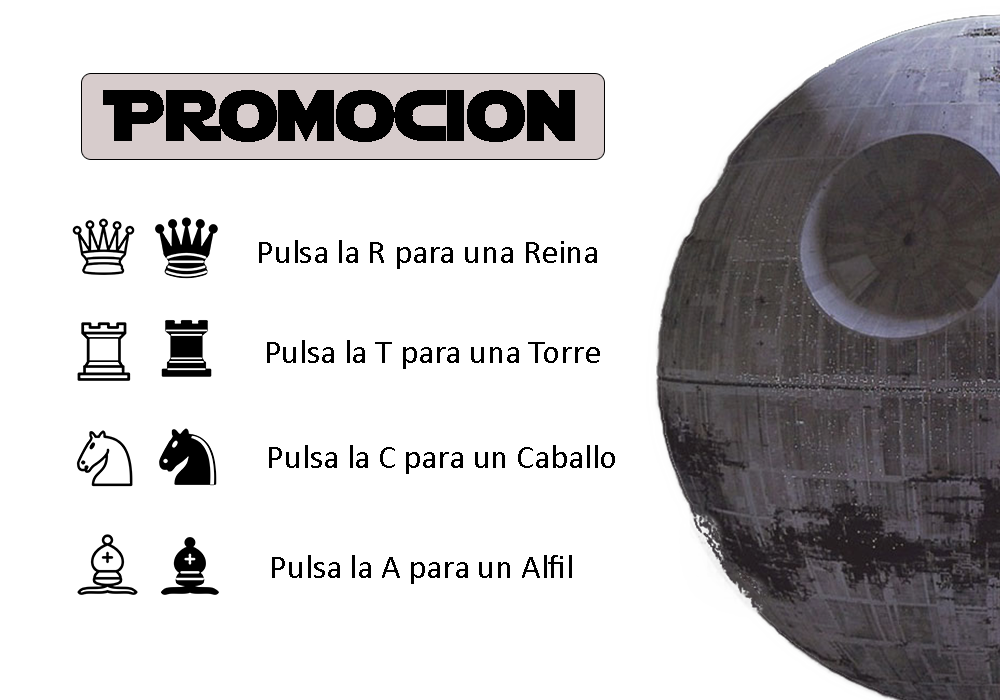 PROMOCION
Pulsa la R para una Reina
Pulsa la T para una Torre
Pulsa la C para un Caballo
Pulsa la A para un Alfil